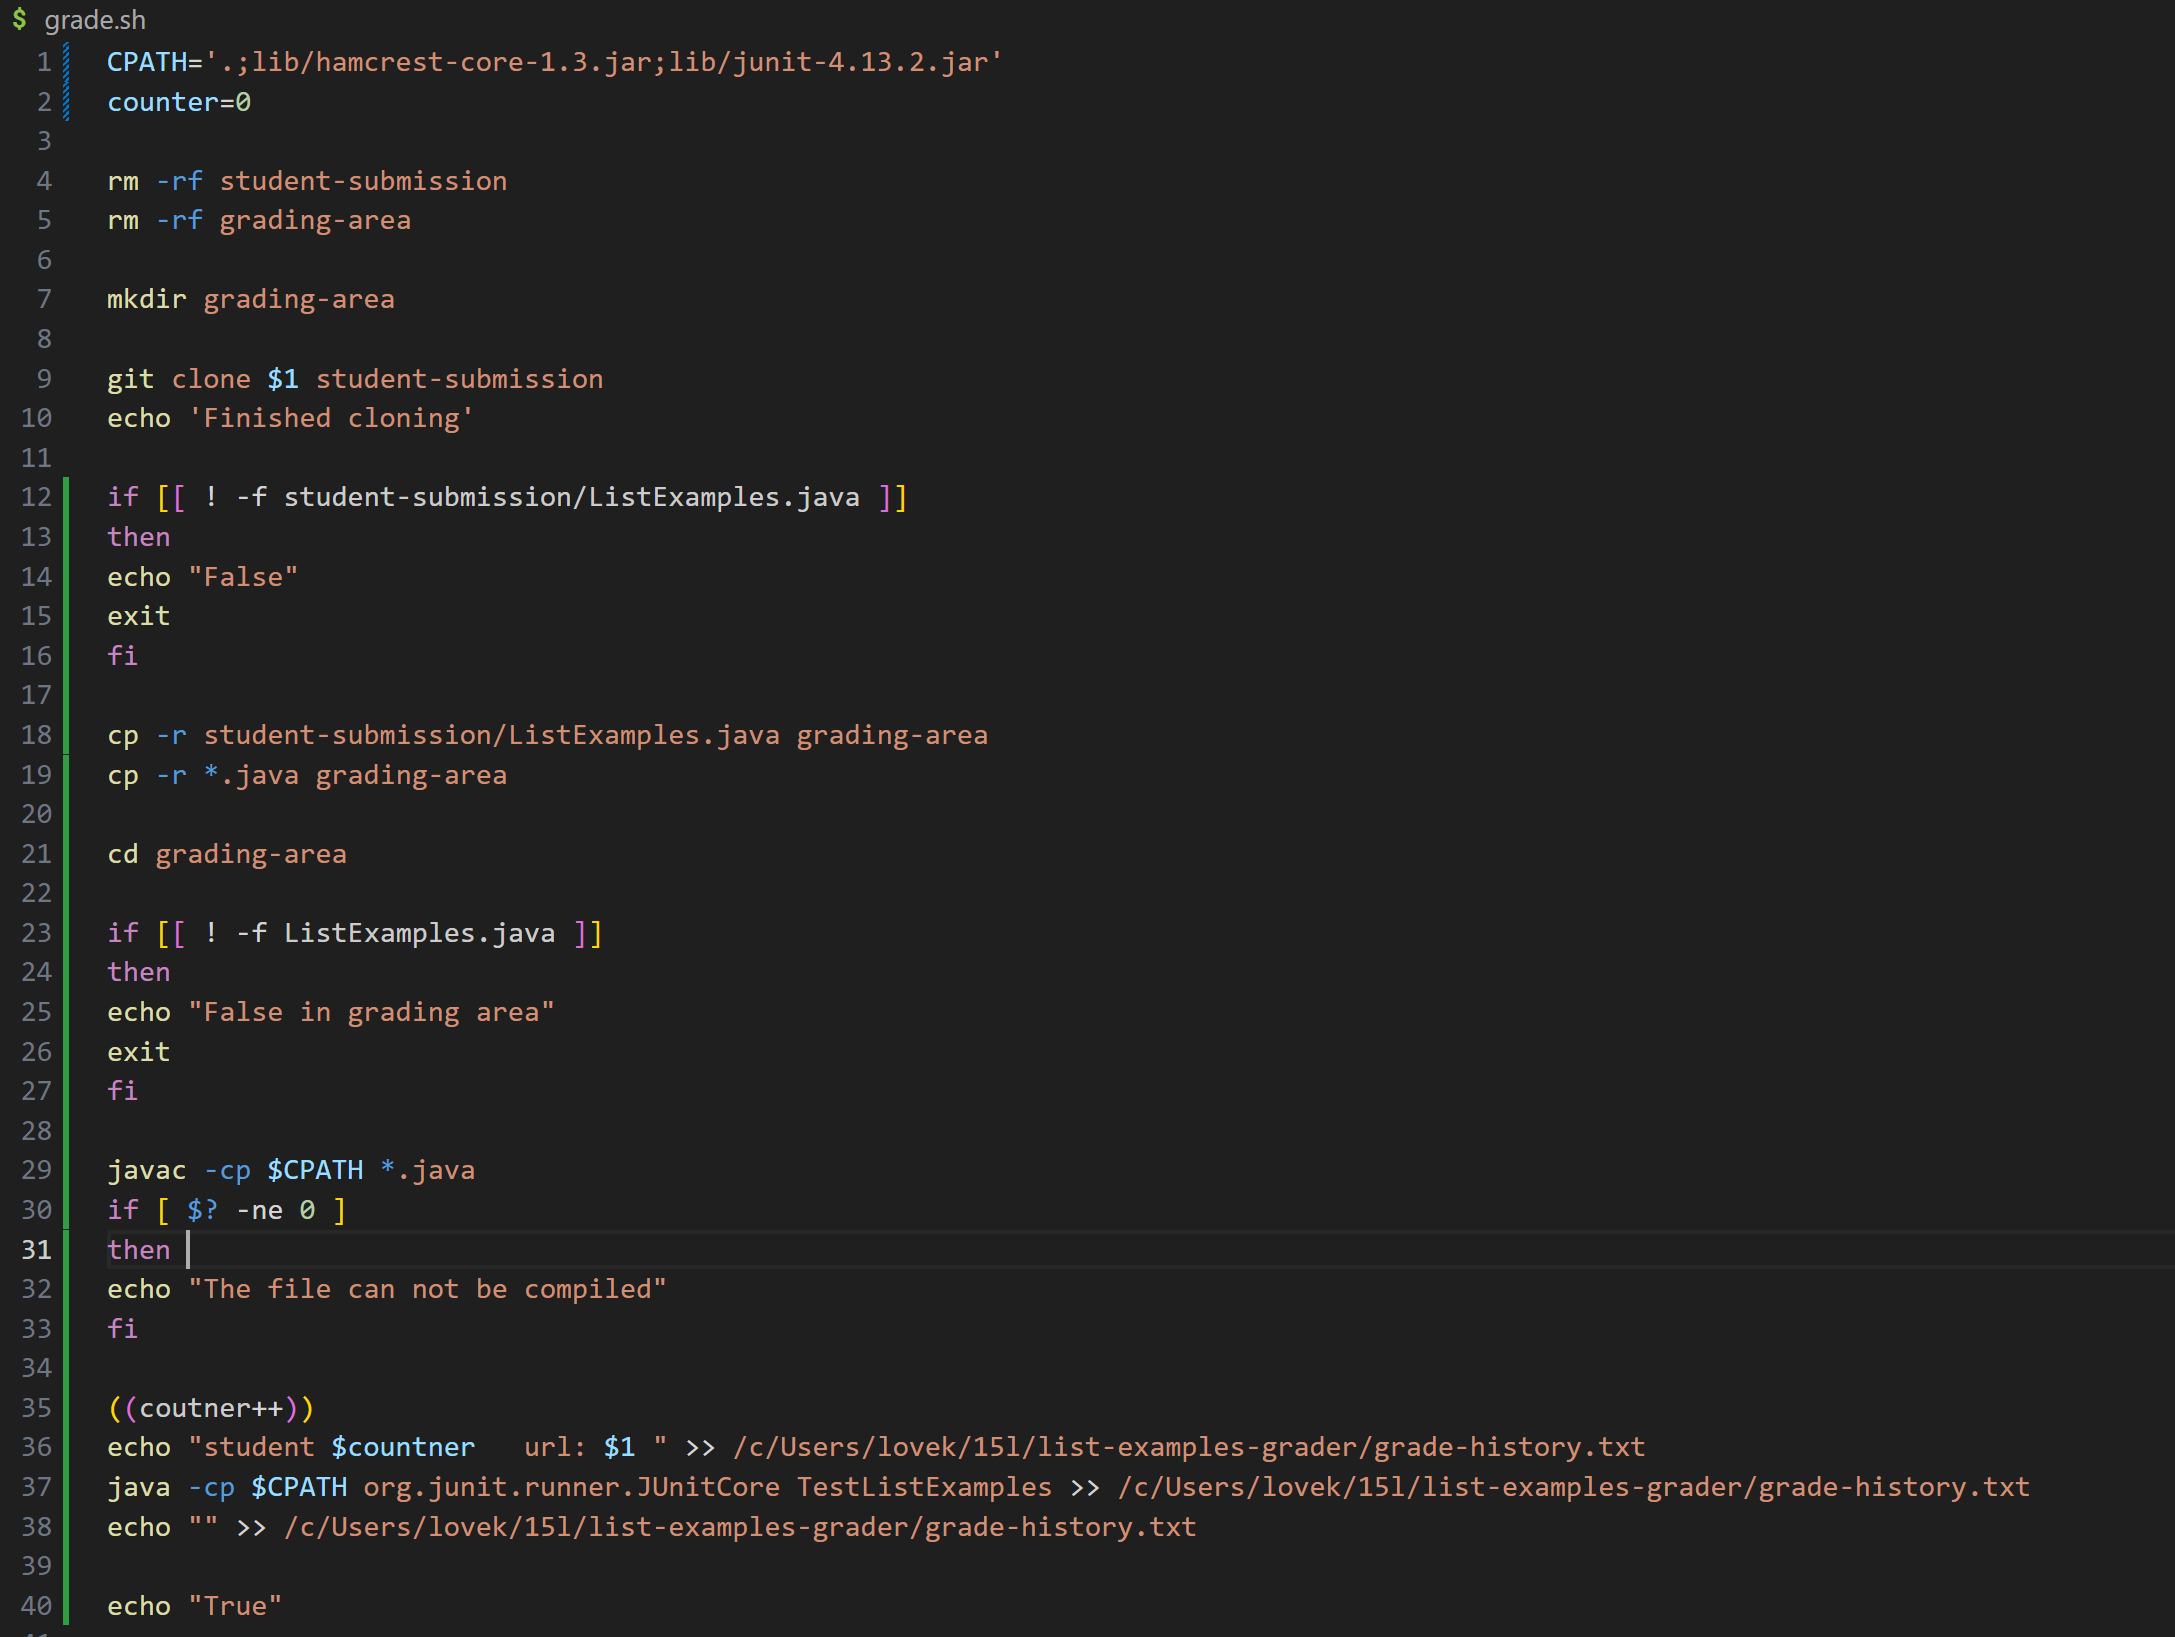 $ grade.sh
1 CPATH='.;lib/hamcrest-core-1.3.jar;lib/junit-4.13.2.jar'
2 counter=0
3
4 rm -rf student-submission
5 rm -rf grading-area
6
7 mkdir grading-area
8
9 git clone $1 student-submission
10 echo 'Finished cloning'
11
12 if [[ ! -f student-submission/ListExamples.java ]]
13 then
14 echo "False"
15 exit
16 fi
17
18 cp -r student-submission/ListExamples.java grading-area
19 cp -r *.java grading-area
20
21 cd grading-area
22
23 if [[ ! -f ListExamples.java ]]
24 then
25 echo "False in grading area"
26 exit
27 fi
28
29 javac -cp $CPATH *.java
30 if [ $? -ne 0 ]
31 then
32 echo "The file can not be compiled"
33 fi
34
35 ((coutner++))
36 echo "student $countner   url: $1 " >> /c/Users/lovek/15l/list-examples-grader/grade-history.txt
37 java -cp $CPATH org.junit.runner.JUnitCore TestListExamples >> /c/Users/lovek/15l/list-examples-grader/grade-history.txt
38 echo "" >> /c/Users/lovek/15l/list-examples-grader/grade-history.txt
39
40 echo "True"